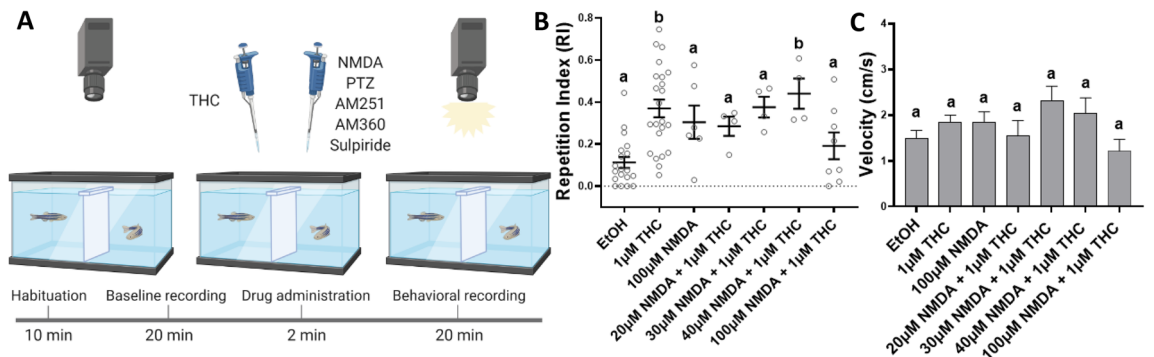 A
THC
NMDA
PTZ
AM251
AM360
Sulpiride
Habituation
Baseline recording
Drug administration
Behavioral recording
10 min
20 min
2 min
20 min
B
Repetition Index (RI)
0.8
0.6
0.4
0.2
0.0
a
b
a
a
a
b
a
EtOH
1µM THC
100µM NMDA
20µM NMDA + 1µM THC
30µM NMDA + 1µM THC
40µM NMDA + 1µM THC
100µM NMDA + 1µM THC
C
Velocity (cm/s)
4
3
2
1
0
a
a
a
a
a
a
a
EtOH
1µM THC
100µM NMDA
20µM NMDA + 1µM THC
30µM NMDA + 1µM THC
40µM NMDA + 1µM THC
100µM NMDA + 1µM THC